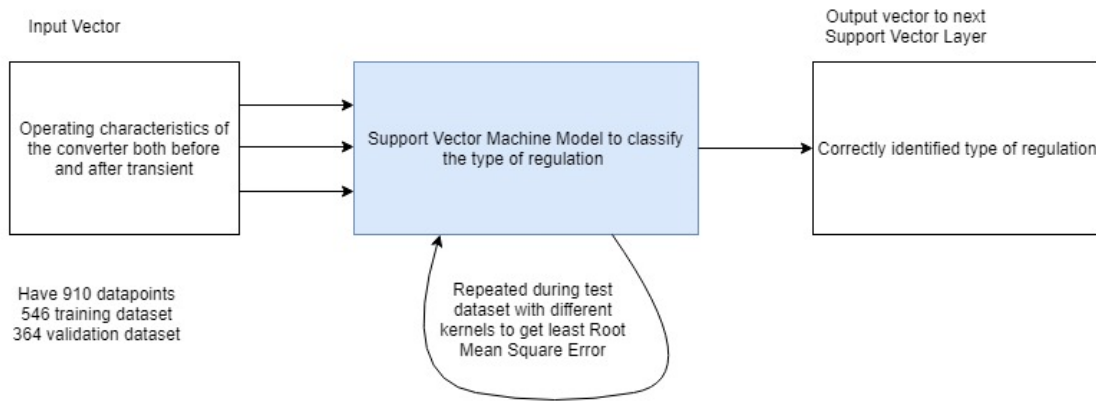 Input Vector
Output vector to next
Support Vector Layer
Operating characteristics of
the converter both before
and after transient
Support Vector Machine Model to classify
the type of regulation
Correctly identified type of regulation
Have 910 datapoints
546 training dataset
364 validation dataset
Repeated during test
dataset with different
kernels to get least Root
Mean Square Error